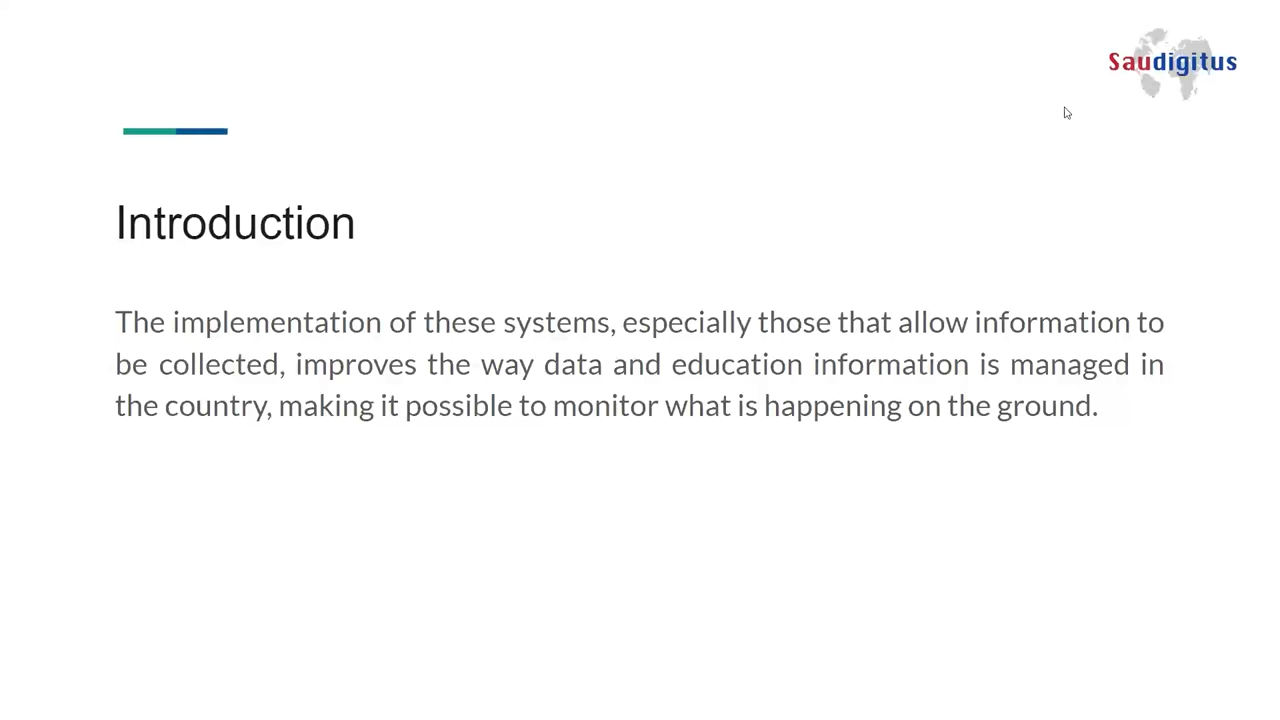 Saudigitus
Introduction
The implementation of these systems, especially those that allow information to
be collected, improves the way data and education information is managed in
the country, making it possible to monitor what is happening on the ground.